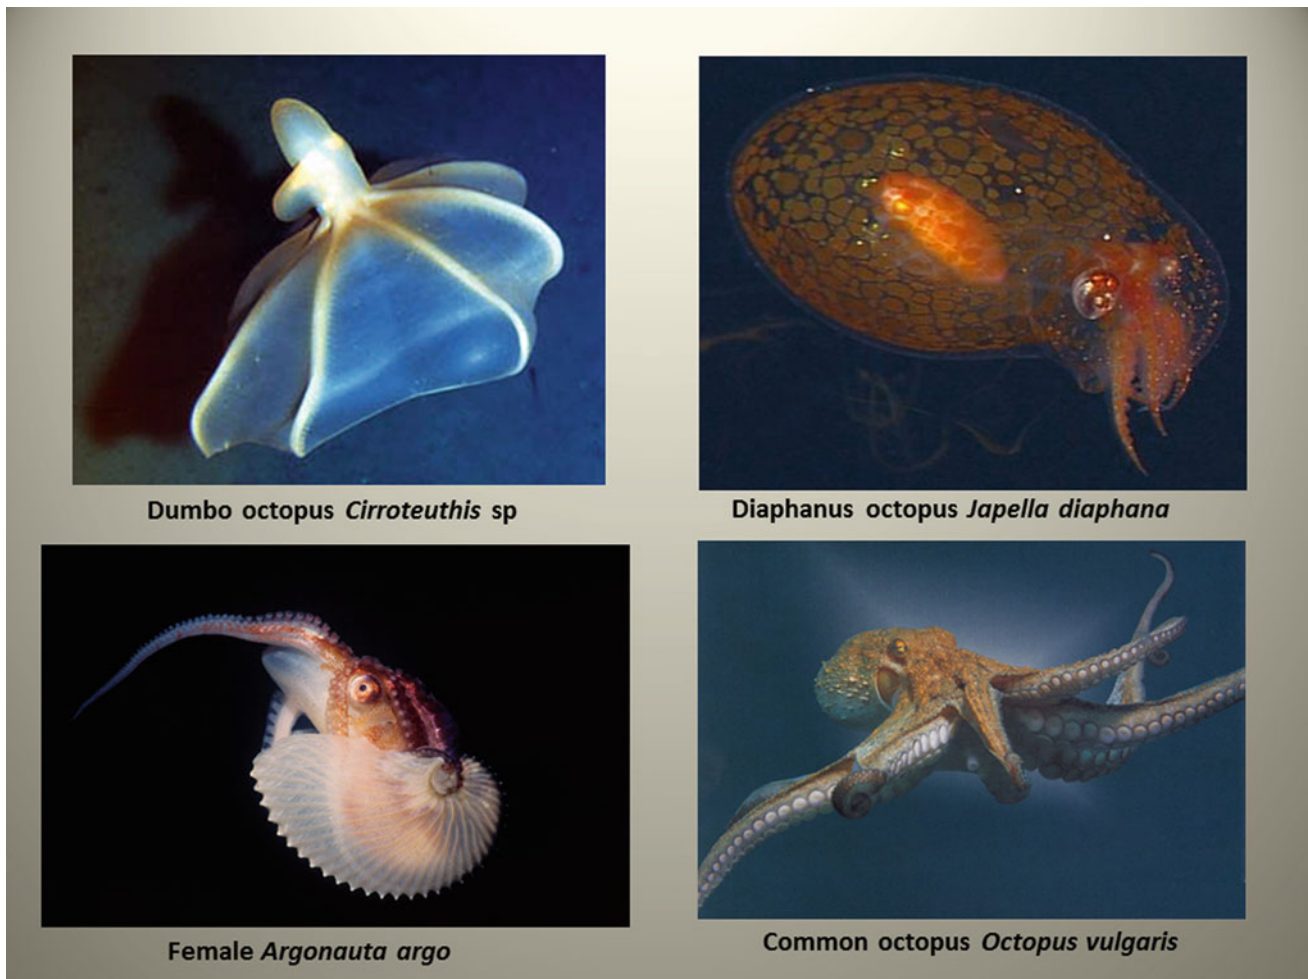 Dumbo octopus Cirroteuthis sp
Diaphanus octopus Japella diaphana
Female Argonauta argo
Common octopus Octopus vulgaris